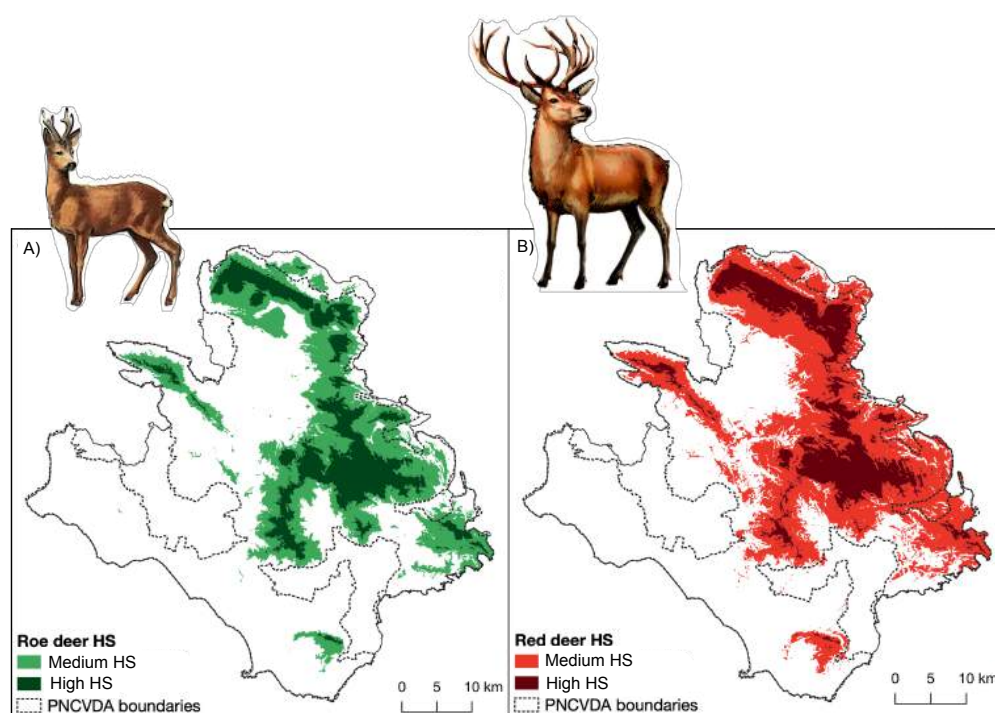 A)
Roe deer HS
Medium HS
High HS
PNCVDA boundaries
0 5 10 km
B)
Red deer HS
Medium HS
High HS
PNCVDA boundaries
0 5 10 km